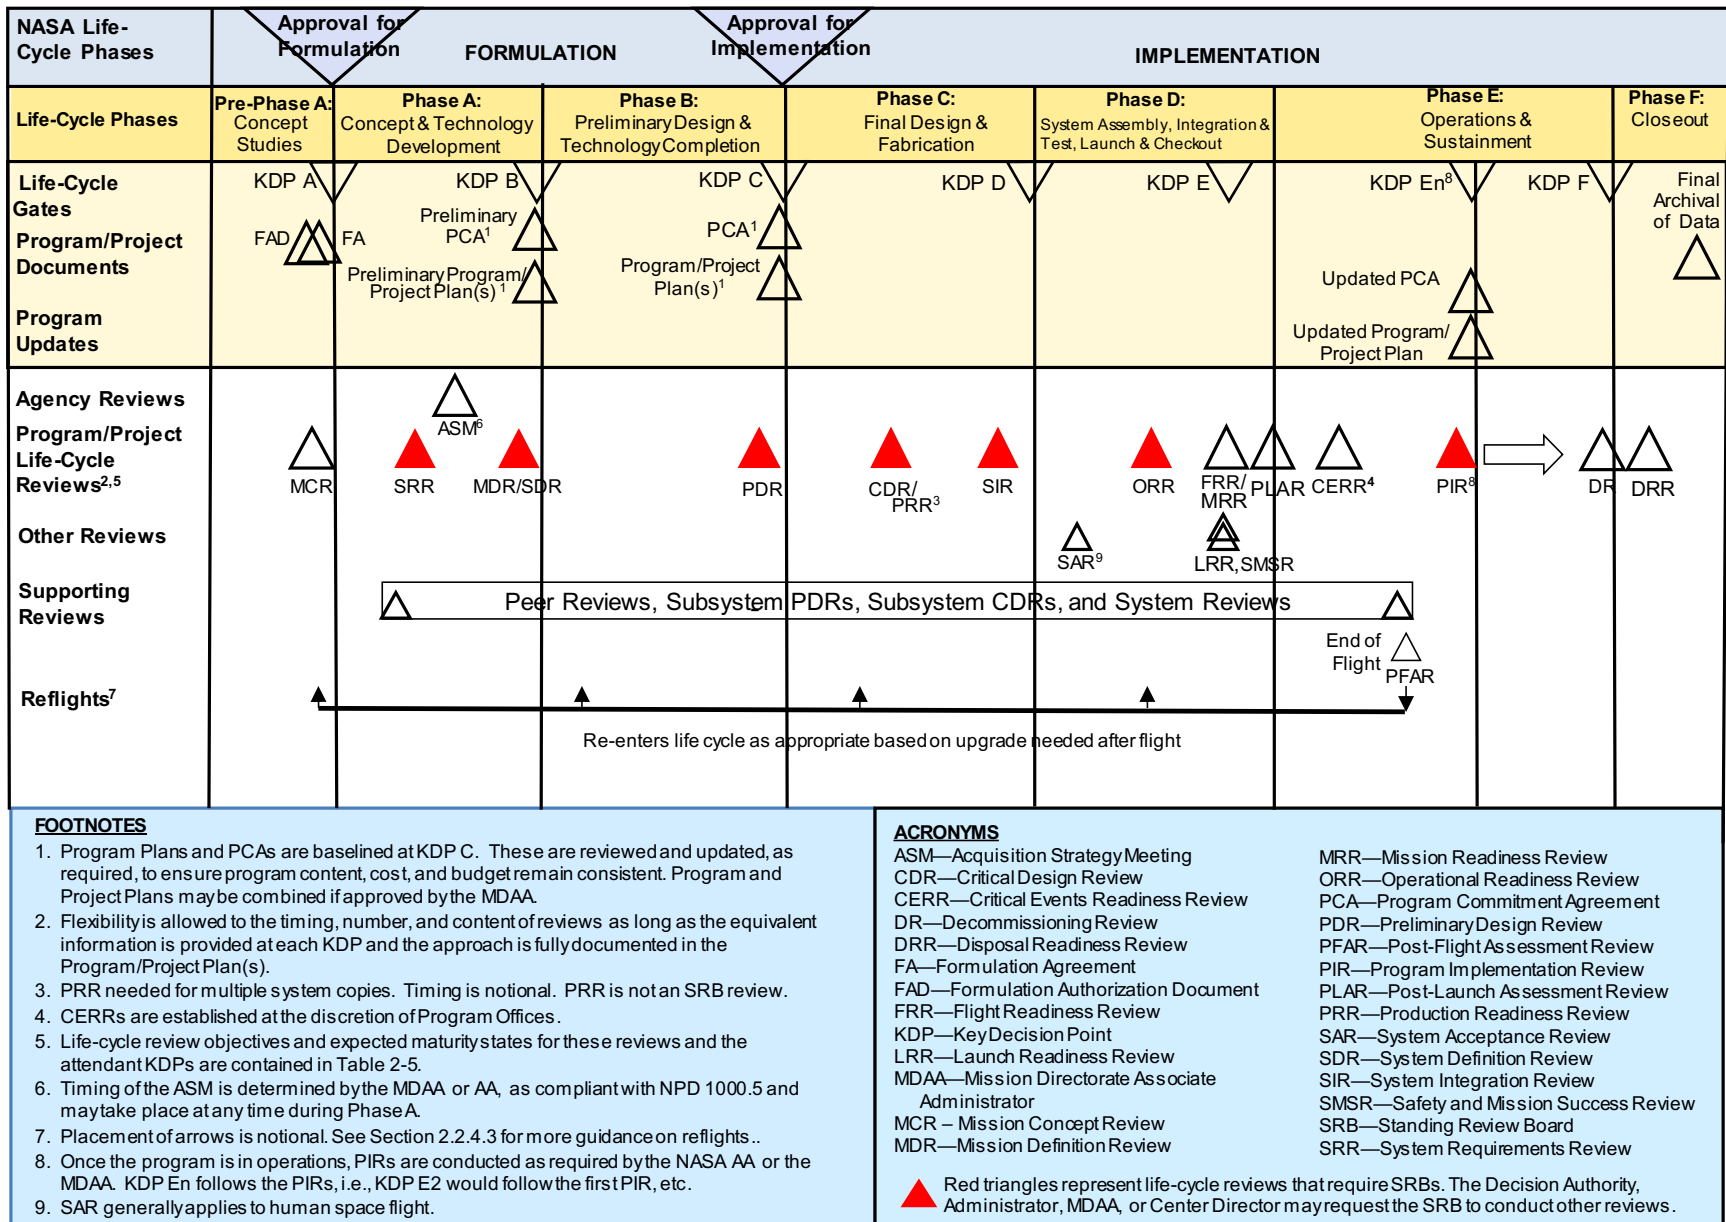 NASA Life-
Cycle Phases
Approval for
Formulation
FORMULATION
Approval for
Implementation
IMPLEMENTATION
Life-Cycle Phases
Pre-Phase A:
Concept
Studies
Phase A:
Concept & Technology
Development
Phase B:
Preliminary Design &
Technology Completion
Phase C:
Final Design &
Fabrication
Phase D:
System Assembly, Integration &
Test, Launch & Checkout
Phase E:
Operations &
Sustainment
Phase F:
Closeout
Life-Cycle
Gates
KDP A
KDP B
KDP C
KDP D
KDP E
KDP En8
KDP F
Final
Archival
of Data
Program/Project
Documents
FAD
FA
Preliminary
PCA1
Preliminary Program/
Project Plan(s) 1
PCA1
Program/Project
Plan(s)1
Updated PCA
Program
Updates
Updated Program/
Project Plan
Agency Reviews
ASM6
Program/Project
Life-Cycle
Reviews2,5
MCR
SRR
MDR/SDR
PDR
CDR/
PRR3
SIR
ORR
FRR/
MRR
PLAR
CERR4
PIR8
DR
DRR
Other Reviews
SAR9
LRR, SMSR
Supporting
Reviews
Peer Reviews, Subsystem PDRs, Subsystem CDRs, and System Reviews
End of
Flight
PFAR
Reflights7
Re-enters life cycle as appropriate based on upgrade needed after flight
FOOTNOTES
1. Program Plans and PCAs are baselined at KDP C. These are reviewed and updated, as
required, to ensure program content, cost, and budget remain consistent. Program and
Project Plans may be combined if approved by the MDAA.
2. Flexibility is allowed to the timing, number, and content of reviews as long as the equivalent
information is provided at each KDP and the approach is fully documented in the
Program/Project Plan(s).
3. PRR needed for multiple system copies. Timing is notional. PRR is not an SRB review.
4. CERRs are established at the discretion of Program Offices.
5. Life-cycle review objectives and expected maturity states for these reviews and the
attendant KDPs are contained in Table 2-5.
6. Timing of the ASM is determined by the MDAA or AA, as compliant with NPD 1000.5 and
may take place at any time during Phase A.
7. Placement of arrows is notional. See Section 2.2.4.3 for more guidance on reflights..
8. Once the program is in operations, PIRs are conducted as required by the NASA AA or the
MDAA. KDP En follows the PIRs, i.e., KDP E2 would follow the first PIR, etc.
9. SAR generally applies to human space flight.
ACRONYMS
ASM—Acquisition Strategy Meeting
CDR—Critical Design Review
CERR—Critical Events Readiness Review
DR—Decommissioning Review
DRR—Disposal Readiness Review
FA—Formulation Agreement
FAD—Formulation Authorization Document
FRR—Flight Readiness Review
KDP—Key Decision Point
LRR—Launch Readiness Review
MDAA—Mission Directorate Associate
Administrator
MCR – Mission Concept Review
MDR—Mission Definition Review
MRR—Mission Readiness Review
ORR—Operational Readiness Review
PCA—Program Commitment Agreement
PDR—Preliminary Design Review
PFAR—Post-Flight Assessment Review
PIR—Program Implementation Review
PLAR—Post-Launch Assessment Review
PRR—Production Readiness Review
SAR—System Acceptance Review
SDR—System Definition Review
SIR—System Integration Review
SMSR—Safety and Mission Success Review
SRB—Standing Review Board
SRR—System Requirements Review
Red triangles represent life-cycle reviews that require SRBs. The Decision Authority,
Administrator, MDAA, or Center Director may request the SRB to conduct other reviews.